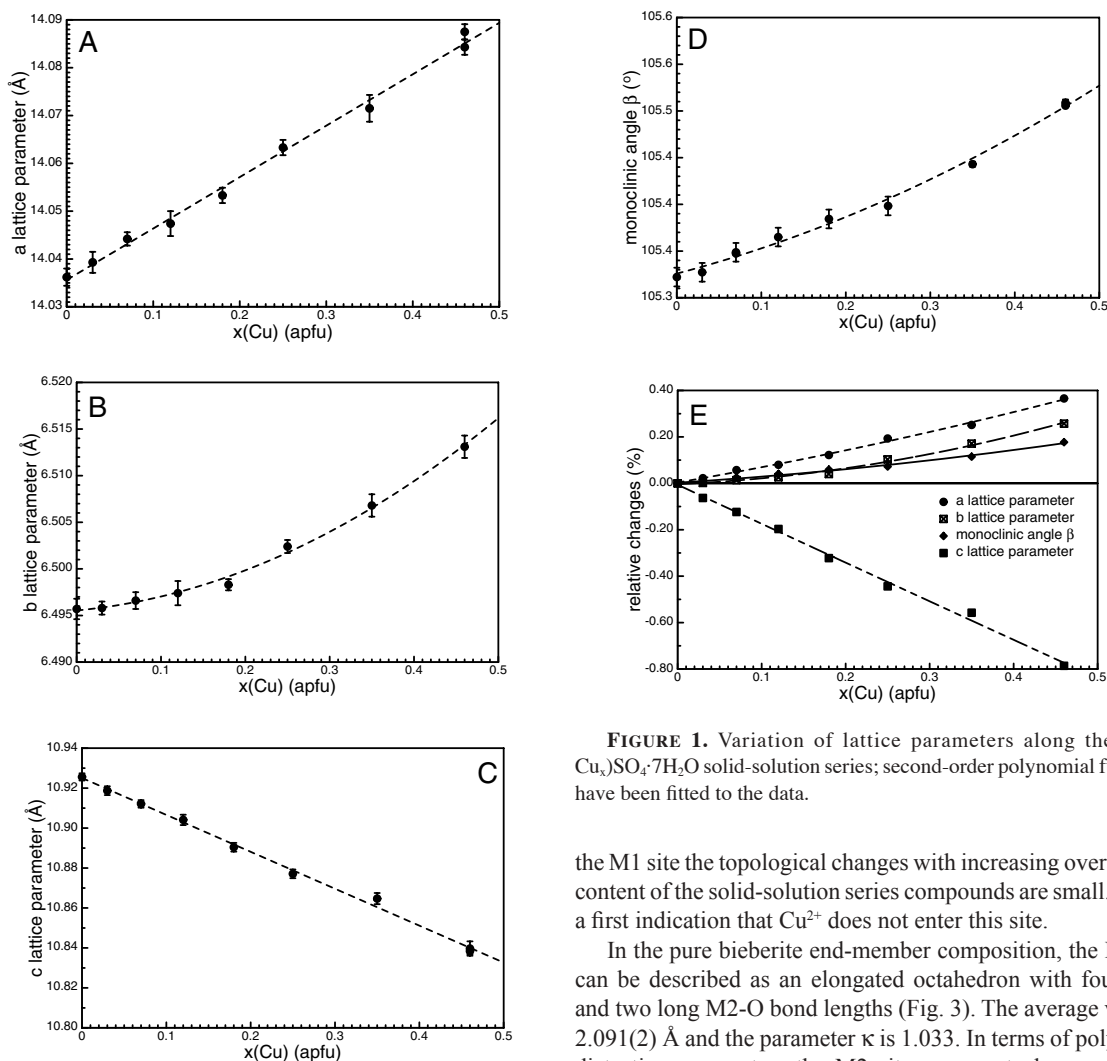 A
14.09
14.08
14.07
14.06
14.05
14.04
14.03
a lattice parameter (Å)
0 0.1 0.2 0.3 0.4 0.5
x(Cu) (apfu)
B
6.520
6.514
6.510
6.505
6.500
6.495
6.490
b lattice parameter (Å)
0 0.1 0.2 0.3 0.4 0.5
x(Cu) (apfu)
C
10.94
10.92
10.90
10.88
10.86
10.84
10.80
c lattice parameter (Å)
0 0.1 0.2 0.3 0.4 0.5
x(Cu) (apfu)
D
105.6
105.6
105.5
105.4
105.4
105.4
105.3
monoclinic angle β (º)
0 0.1 0.2 0.3 0.4 0.5
x(Cu) (apfu)
E
0.40
0.20
0.00
-0.20
-0.40
-0.60
-0.80
relative changes (%)
a lattice parameter
b lattice parameter
monoclinic angle β
c lattice parameter
0 0.1 0.2 0.3 0.4 0.5
x(Cu) (apfu)
FIGURE 1. Variation of lattice parameters along the
Cuₓ)SO₄·7H₂O solid-solution series; second-order polynomial f
have been fitted to the data.
the M1 site the topological changes with increasing over
content of the solid-solution series compounds are small.
a first indication that Cu²⁺ does not enter this site.
In the pure bieberite end-member composition, the
can be described as an elongated octahedron with fou
and two long M2-O bond lengths (Fig. 3). The average
2.091(2) Å and the parameter κ is 1.033. In terms of pol